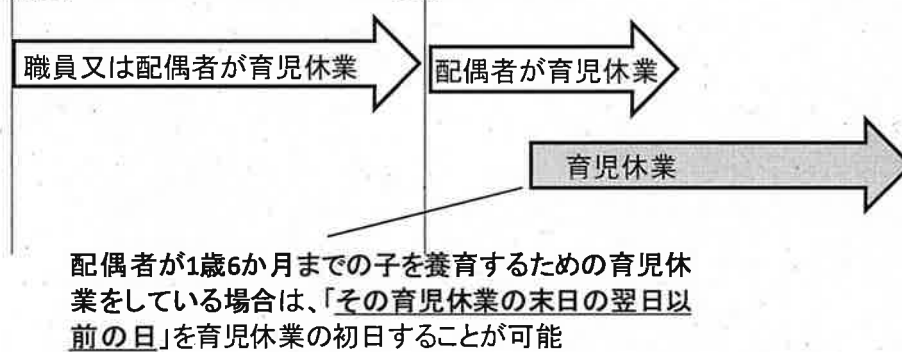 職員又は配偶者が育児休業
配偶者が育児休業
育児休業
配偶者が1歳6か月までの子を養育するための育児休
業をしている場合は、「その育児休業の末日の翌日以
前の日」を育児休業の初日することが可能